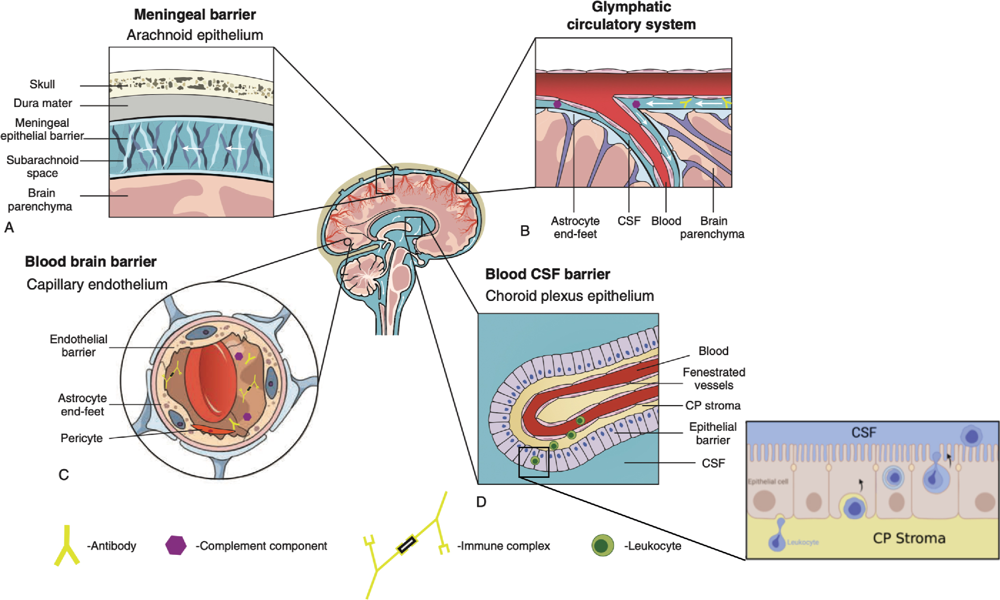 Meningeal barrier
Arachnoid epithelium
Skull
Dura mater
Meningeal
epithelial barrier
Subarachnoid
space
Brain
parenchyma
A
Glymphatic
circulatory system
Astrocyte
end-feet
CSF
Blood
Brain
parenchyma
B
Blood brain barrier
Capillary endothelium
Endothelial
barrier
Astrocyte
end-feet
Pericyte
C
Blood CSF barrier
Choroid plexus epithelium
Blood
Fenestrated
vessels
CP stroma
Epithelial
barrier
CSF
D
CSF
Epithelial cell
Leukocyte
CP Stroma
-Antibody
-Complement component
-Immune complex
-Leukocyte